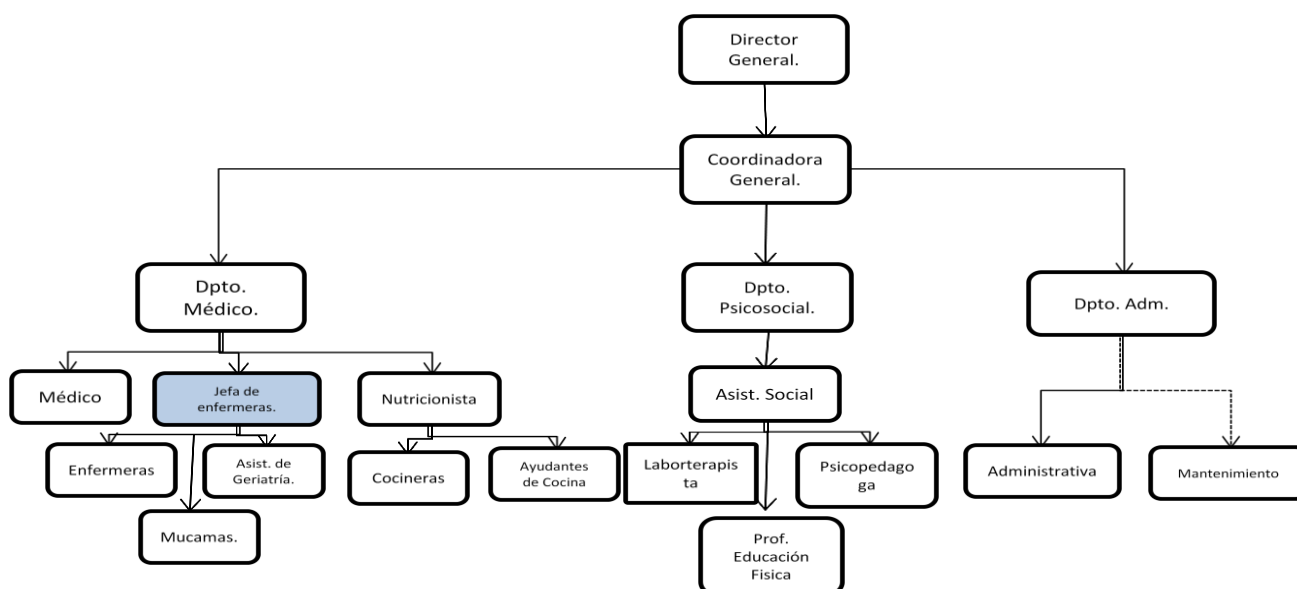 Director
General.
Coordinadora
General.
Dpto.
Médico.
Dpto.
Psicosocial.
Dpto. Adm.
Médico
Jefa de
enfermeras.
Nutricionista
Asist. Social
Enfermeras
Asist. de
Geriatría.
Cocineras
Ayudantes
de Cocina
Laborterapis
ta
Psicopedago
ga
Administrativa
Mantenimiento
Mucamas.
Prof.
Educación
Fisica